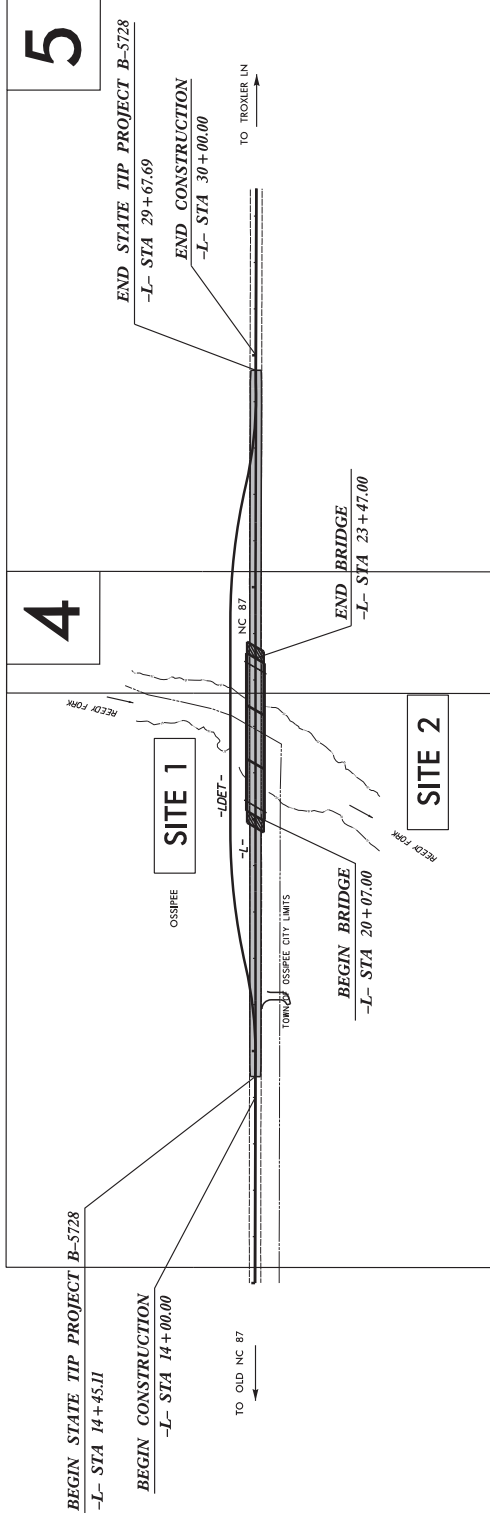 4
5
BEGIN STATE TIP PROJECT B-5728
-L- STA 14+45.11
BEGIN CONSTRUCTION
-L- STA 14+00.00
TO OLD NC 87
OSSIPEE
SITE 1
REEDY FORK
-LDET-
-L-
NC 87
TOWN OF OSSIPEE CITY LIMITS
BEGIN BRIDGE
-L- STA 20+07.00
REEDY FORK
SITE 2
END BRIDGE
-L- STA 23+47.00
END STATE TIP PROJECT B-5728
-L- STA 29+67.69
END CONSTRUCTION
-L- STA 30+00.00
TO TROXLER LN